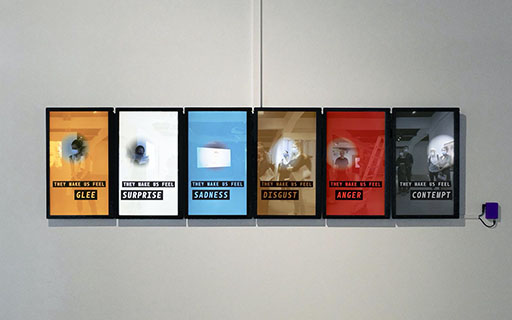 THEY MAKE US FEEL
GLEE
THEY MAKE US FEEL
SURPRISE
THEY MAKE US FEEL
SADNESS
THEY MAKE US FEEL
DISGUST
THEY MAKE US FEEL
ANGER
THEY MAKE US FEEL
CONTEMPT